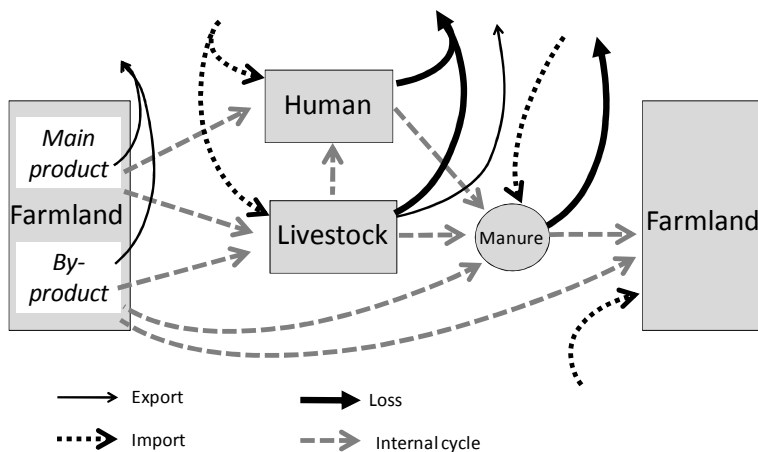 Human
Main
product
Farmland
By-
product
Livestock
Manure
Farmland
Export
Loss
Import
Internal cycle